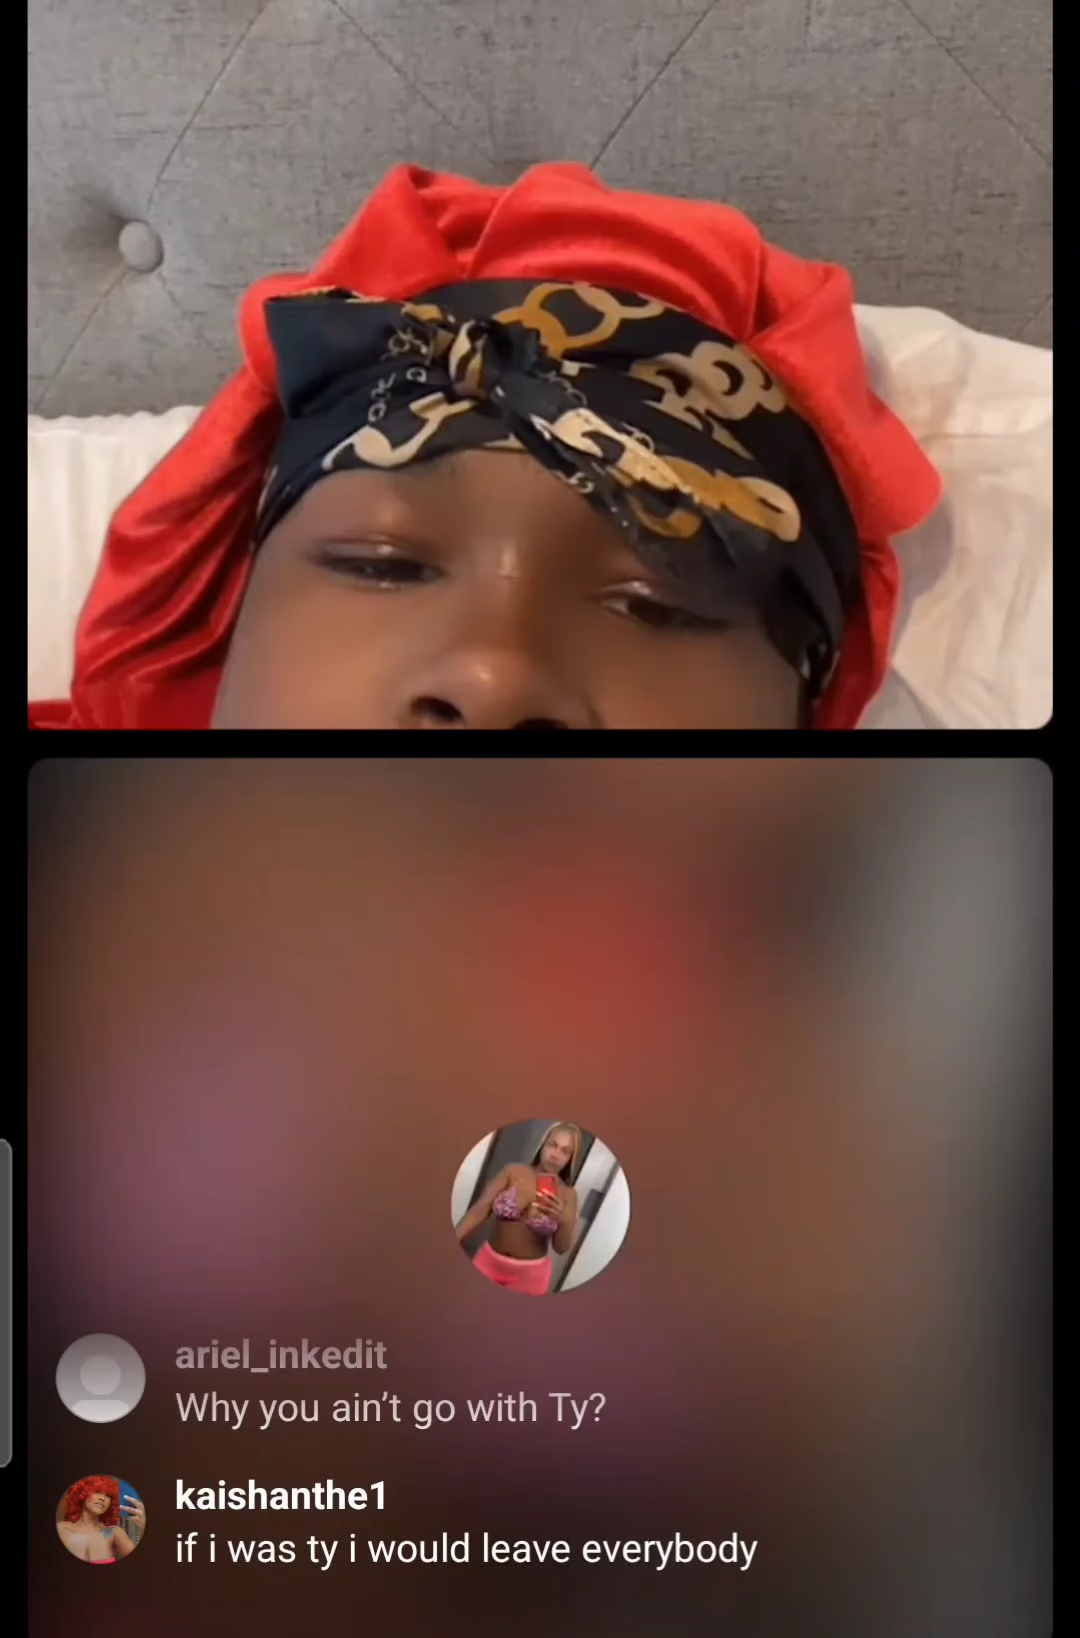 ariel_inkedit
Why you ain’t go with Ty?
kaishanthe1
if i was ty i would leave everybody